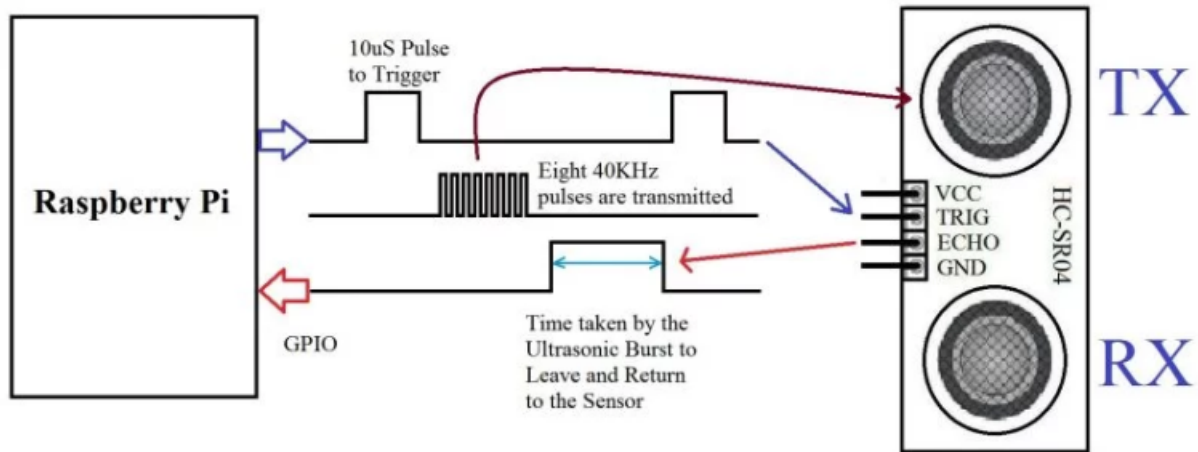 10uS Pulse
to Trigger
TX
Raspberry Pi
Eight 40KHz
pulses are transmitted
VCC
TRIG
ECHO
GND
HC-SR04
GPIO
Time taken by the
Ultrasonic Burst to
Leave and Return
to the Sensor
RX